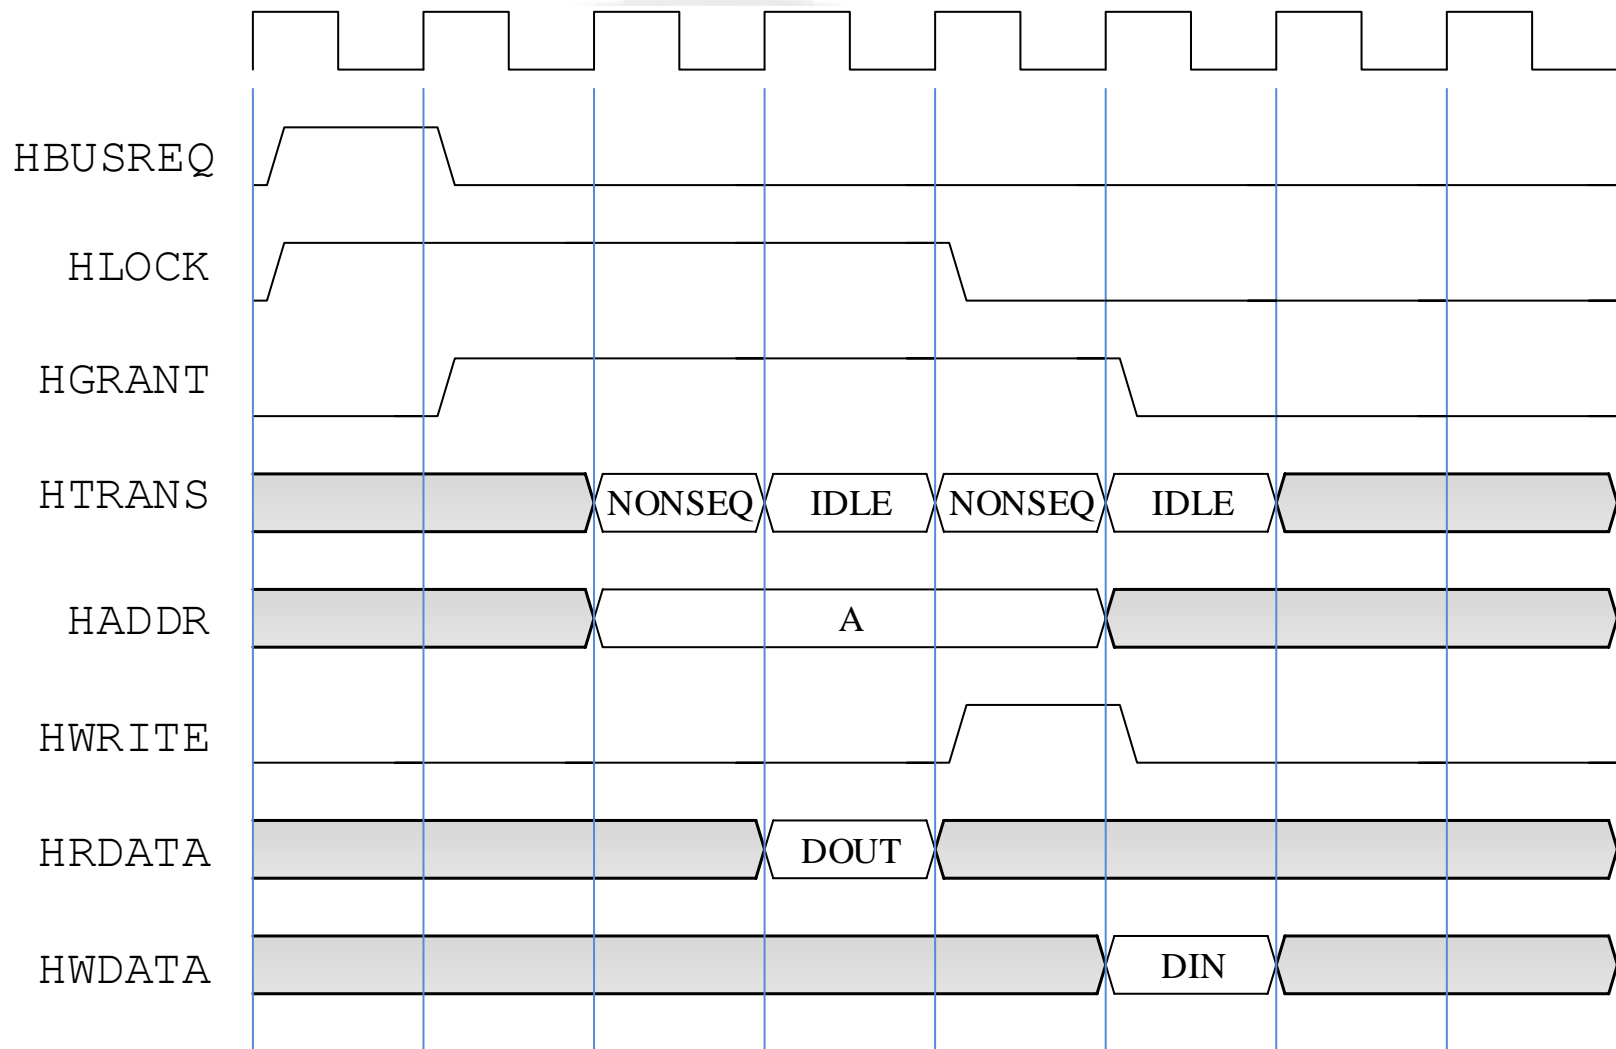 HBUSREQ
HLOCK
HGRANT
HTRANS NONSEQ IDLE NONSEQ IDLE
HADDR A
HWRITE
HRDATA DOUT
HWDATA DIN